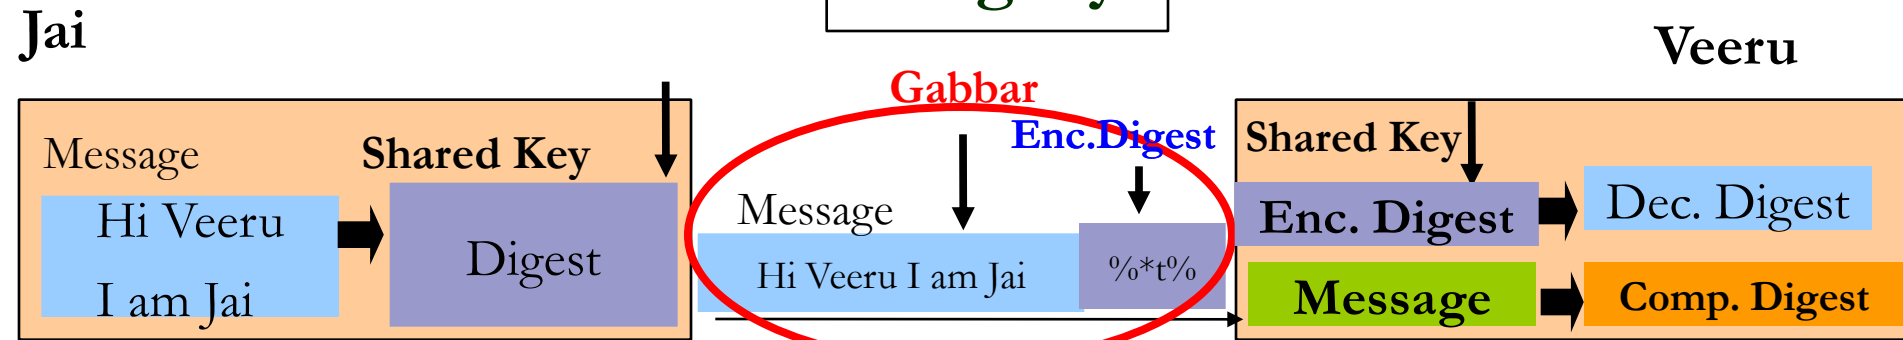 Jai
Veeru
Gabbar
Message
Shared Key
Hi Veeru
I am Jai
Digest
Enc.Digest
Message
Hi Veeru I am Jai
%*t%
Shared Key
Enc. Digest
Dec. Digest
Message
Comp. Digest